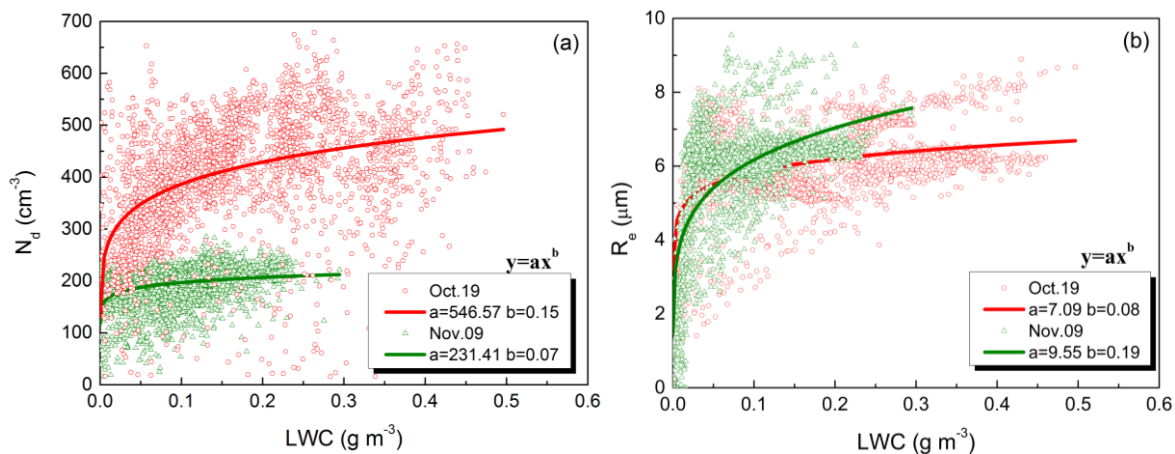 (a)
700
600
500
400
300
200
100
0
N_d (cm^-3)
0.0 0.1 0.2 0.3 0.4 0.5 0.6
LWC (g m^-3)
y=ax^b
Oct.19
a=546.57 b=0.15
Nov.09
a=231.41 b=0.07
(b)
10
8
6
4
2
0
R_e (μm)
0.0 0.1 0.2 0.3 0.4 0.5 0.6
LWC (g m^-3)
y=ax^b
Oct.19
a=7.09 b=0.08
Nov.09
a=9.55 b=0.19